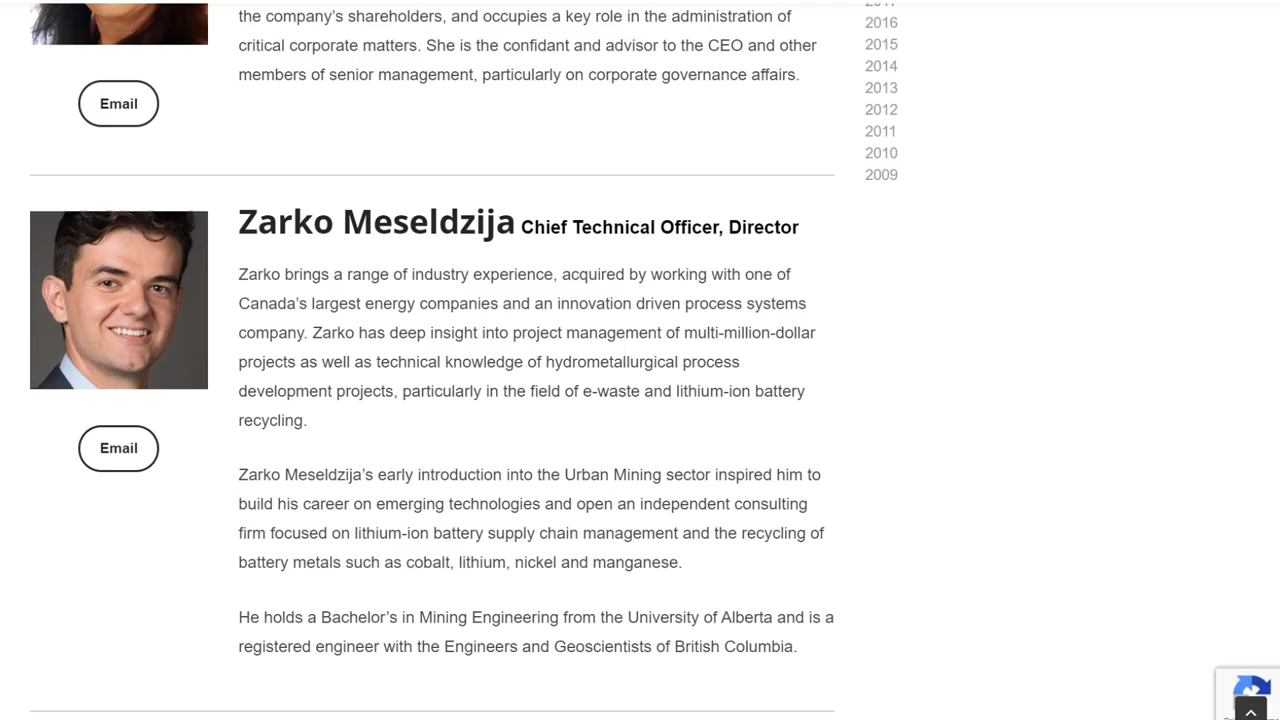 the company's shareholders, and occupies a key role in the administration of
critical corporate matters. She is the confidant and advisor to the CEO and other
members of senior management, particularly on corporate governance affairs.
Email
2016
2015
2014
2013
2012
2011
2010
2009
Zarko Meseldzija Chief Technical Officer, Director
Zarko brings a range of industry experience, acquired by working with one of
Canada’s largest energy companies and an innovation driven process systems
company. Zarko has deep insight into project management of multi-million-dollar
projects as well as technical knowledge of hydrometallurgical process
development projects, particularly in the field of e-waste and lithium-ion battery
recycling.
Email
Zarko Meseldzija’s early introduction into the Urban Mining sector inspired him to
build his career on emerging technologies and open an independent consulting
firm focused on lithium-ion battery supply chain management and the recycling of
battery metals such as cobalt, lithium, nickel and manganese.
He holds a Bachelor’s in Mining Engineering from the University of Alberta and is a
registered engineer with the Engineers and Geoscientists of British Columbia.